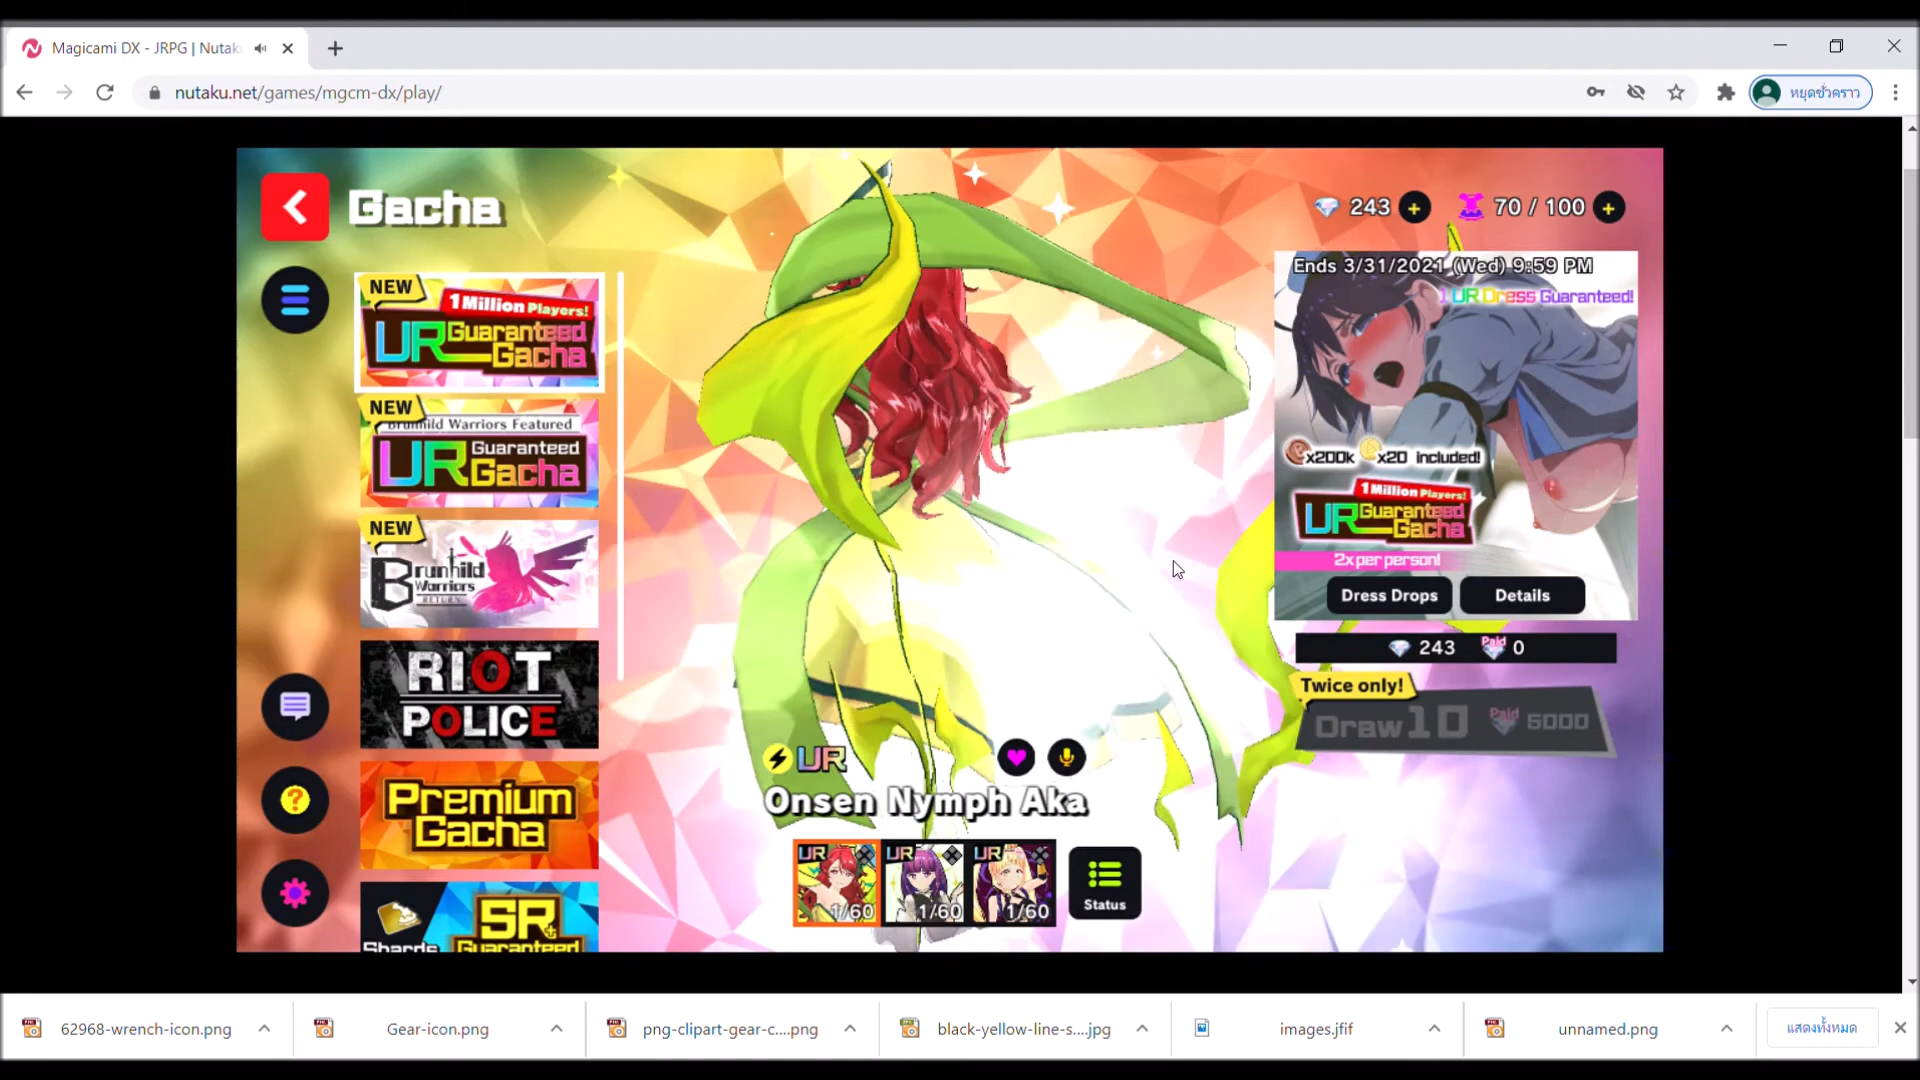 Magicami DX - JRPG | Nutak
nutaku.net/games/mgcm-dx/play/
หยุดชั่วคราว
Gacha
243
70 / 100
NEW
1Million Players!
UR Guaranteed
Gacha
NEW
Brunhild Warriors Featured
UR Guaranteed
Gacha
NEW
Brunhild
Warriors
RETURN
RIOT
POLICE
Premium
Gacha
Shards
SR+
Guaranteed
UR
Onsen Nymph Aka
UR
1/60
UR
1/60
UR
1/60
Status
Ends 3/31/2021 (Wed) 9:59 PM
1 UR Dress Guaranteed!
x200k x20 included!
1Million Players!
UR Guaranteed
Gacha
2x per person!
Dress Drops
Details
243 Paid 0
Twice only!
Draw 10 Paid 5000
62968-wrench-icon.png
Gear-icon.png
png-clipart-gear-c....png
black-yellow-line-s....jpg
images.jfif
unnamed.png
แสดงทั้งหมด